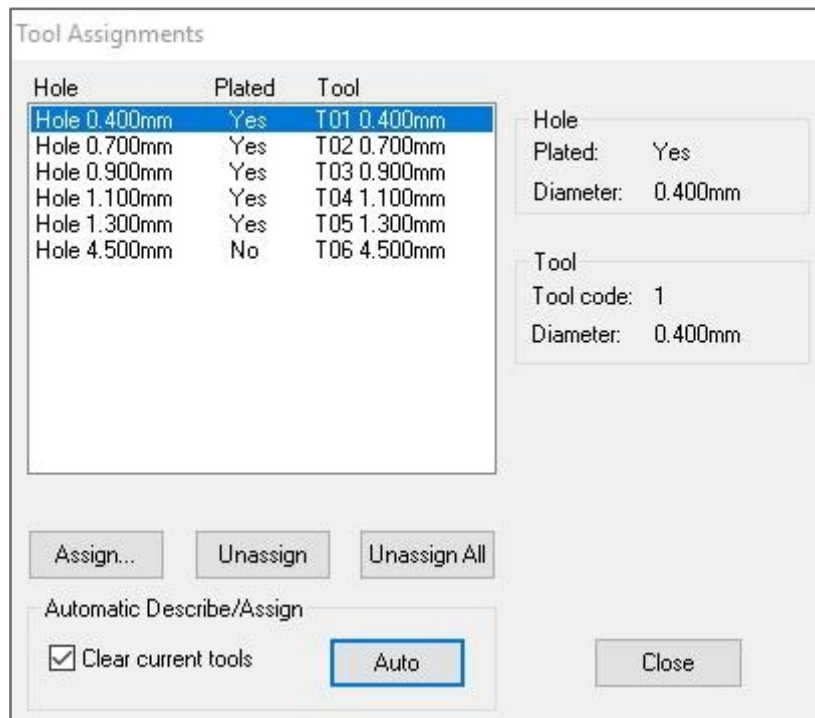 Tool Assignments
Hole Plated Tool
Hole 0.400mm Yes T01 0.400mm
Hole 0.700mm Yes T02 0.700mm
Hole 0.900mm Yes T03 0.900mm
Hole 1.100mm Yes T04 1.100mm
Hole 1.300mm Yes T05 1.300mm
Hole 4.500mm No T06 4.500mm
Hole
Plated: Yes
Diameter: 0.400mm
Tool
Tool code: 1
Diameter: 0.400mm
Assign... Unassign Unassign All
Automatic Describe/Assign
Clear current tools Auto
Close